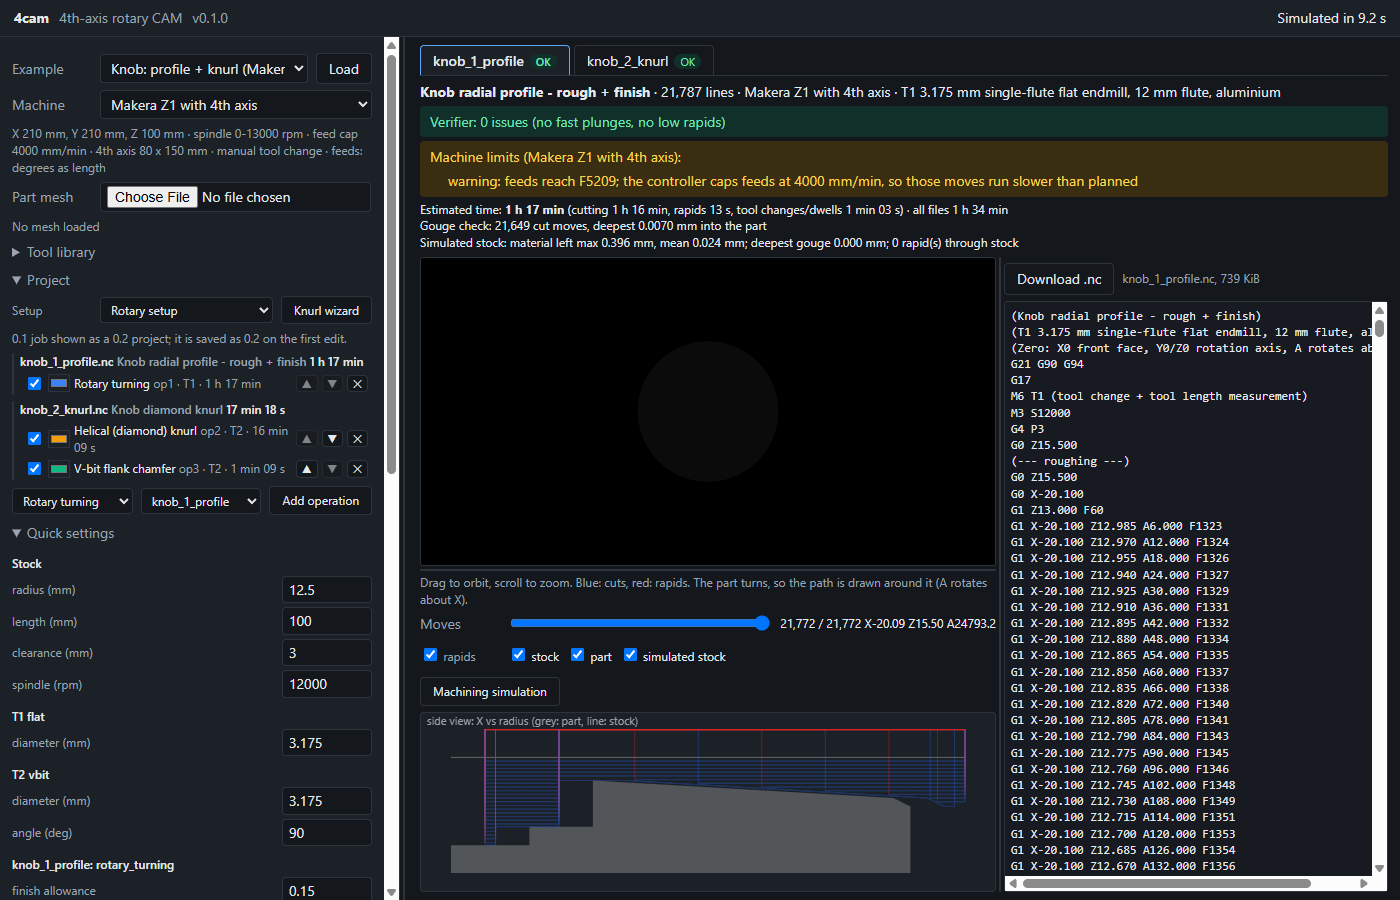 4cam 4th-axis rotary CAM v0.1.0
Simulated in 9.2 s
Example
Knob: profile + knurl (Maker
Load
Machine
Makera Z1 with 4th axis
X 210 mm, Y 210 mm, Z 100 mm · spindle 0-13000 rpm · feed cap
4000 mm/min · 4th axis 80 x 150 mm · manual tool change · feeds:
degrees as length
Part mesh
Choose File No file chosen
No mesh loaded
Tool library
Project
Setup
Rotary setup
Knurl wizard
0.1 job shown as a 0.2 project; it is saved as 0.2 on the first edit.
knob_1_profile.nc Knob radial profile - rough + finish 1 h 17 min
Rotary turning op1 · T1 · 1 h 17 min
knob_2_knurl.nc Knob diamond knurl 17 min 18 s
Helical (diamond) knurl op2 · T2 · 16 min
09 s
V-bit flank chamfer op3 · T2 · 1 min 09 s
Rotary turning
knob_1_profile
Add operation
Quick settings
Stock
radius (mm)
12.5
length (mm)
100
clearance (mm)
3
spindle (rpm)
12000
T1 flat
diameter (mm)
3.175
T2 vbit
diameter (mm)
3.175
angle (deg)
90
knob_1_profile: rotary_turning
finish allowance
0.15
knob_1_profile OK
knob_2_knurl OK
Knob radial profile - rough + finish · 21,787 lines · Makera Z1 with 4th axis · T1 3.175 mm single-flute flat endmill, 12 mm flute, aluminium
Verifier: 0 issues (no fast plunges, no low rapids)
Machine limits (Makera Z1 with 4th axis):
warning: feeds reach F5209; the controller caps feeds at 4000 mm/min, so those moves run slower than planned
Estimated time: 1 h 17 min (cutting 1 h 16 min, rapids 13 s, tool changes/dwells 1 min 03 s) · all files 1 h 34 min
Gouge check: 21,649 cut moves, deepest 0.0070 mm into the part
Simulated stock: material left max 0.396 mm, mean 0.024 mm; deepest gouge 0.000 mm; 0 rapid(s) through stock
Drag to orbit, scroll to zoom. Blue: cuts, red: rapids. The part turns, so the path is drawn around it (A rotates
about X).
Moves
21,772 / 21,772 X-20.09 Z15.50 A24793.2
rapids
stock
part
simulated stock
Machining simulation
side view: X vs radius (grey: part, line: stock)
Download .nc
knob_1_profile.nc, 739 KiB
(Knob radial profile - rough + finish)
(T1 3.175 mm single-flute flat endmill, 12 mm flute, al
(Zero: X0 front face, Y0/Z0 rotation axis, A rotates ab
G21 G90 G94
G17
M6 T1 (tool change + tool length measurement)
M3 S12000
G4 P3
G0 Z15.500
(--- roughing ---)
G0 Z15.500
G0 X-20.100
G1 Z13.000 F60
G1 X-20.100 Z12.985 A6.000 F1323
G1 X-20.100 Z12.970 A12.000 F1324
G1 X-20.100 Z12.955 A18.000 F1326
G1 X-20.100 Z12.940 A24.000 F1327
G1 X-20.100 Z12.925 A30.000 F1329
G1 X-20.100 Z12.910 A36.000 F1331
G1 X-20.100 Z12.895 A42.000 F1332
G1 X-20.100 Z12.880 A48.000 F1334
G1 X-20.100 Z12.865 A54.000 F1335
G1 X-20.100 Z12.850 A60.000 F1337
G1 X-20.100 Z12.835 A66.000 F1338
G1 X-20.100 Z12.820 A72.000 F1340
G1 X-20.100 Z12.805 A78.000 F1341
G1 X-20.100 Z12.790 A84.000 F1343
G1 X-20.100 Z12.775 A90.000 F1345
G1 X-20.100 Z12.760 A96.000 F1346
G1 X-20.100 Z12.745 A102.000 F1348
G1 X-20.100 Z12.730 A108.000 F1349
G1 X-20.100 Z12.715 A114.000 F1351
G1 X-20.100 Z12.700 A120.000 F1353
G1 X-20.100 Z12.685 A126.000 F1354
G1 X-20.100 Z12.670 A132.000 F1356